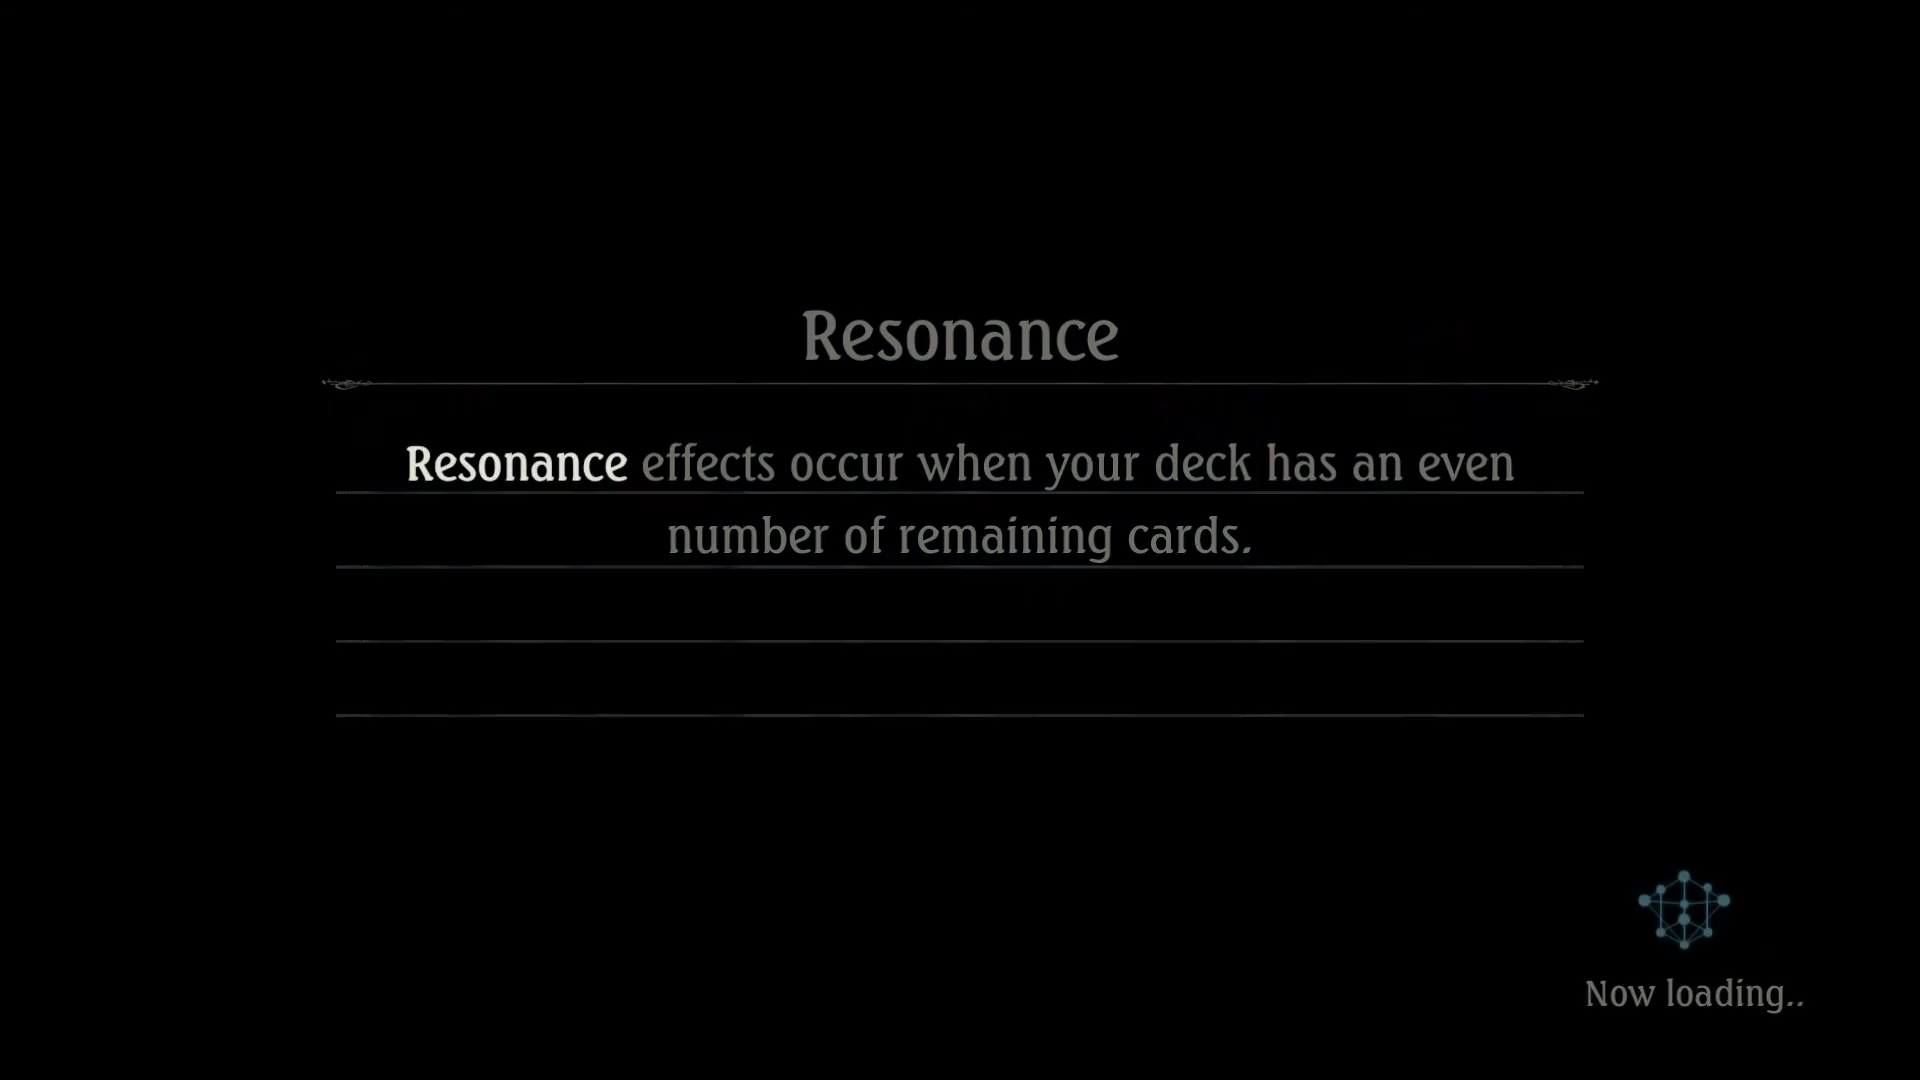 Resonance
Resonance effects occur when your deck has an even
number of remaining cards.
Now loading..